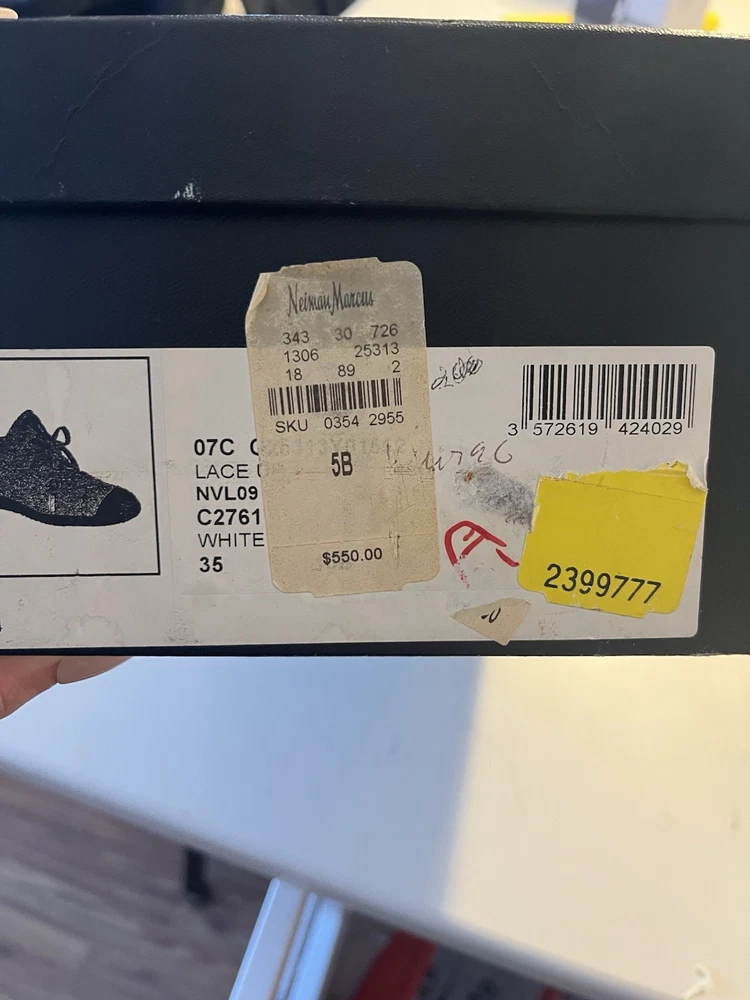 Neiman Marcus
343 30 726
1306 25313
18 89 2
SKU 0354 2955
5B
$550.00
07C
LACE U
NVL09
C2761
WHITE
35
3 572619 424029
2399777